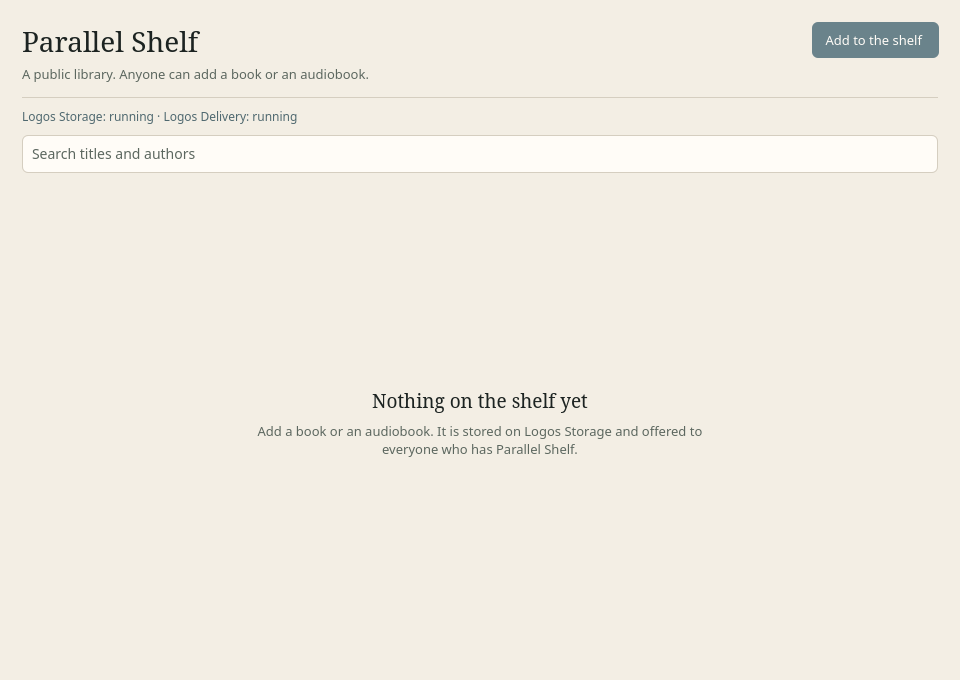 Parallel Shelf
Add to the shelf
A public library. Anyone can add a book or an audiobook.
Logos Storage: running · Logos Delivery: running
Search titles and authors
Nothing on the shelf yet
Add a book or an audiobook. It is stored on Logos Storage and offered to
everyone who has Parallel Shelf.